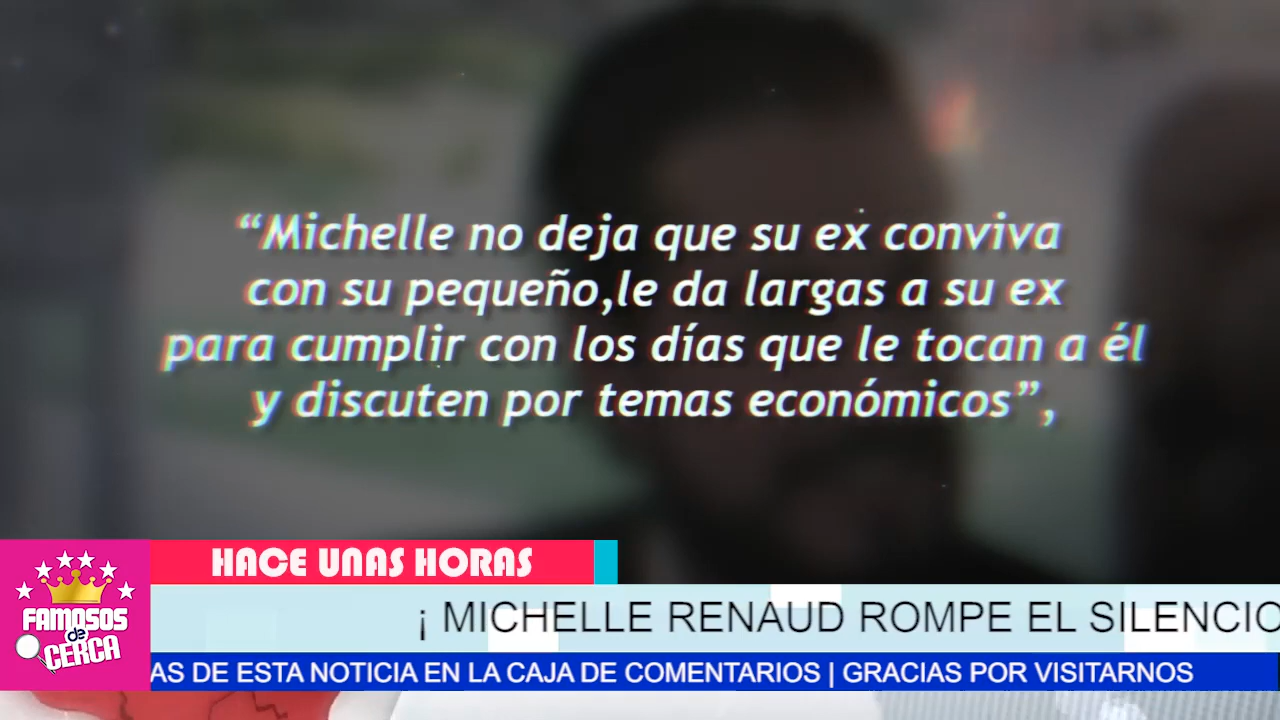 “Michelle no deja que su ex conviva
con su pequeño,le da largas a su ex
para cumplir con los días que le tocan a él
y discuten por temas económicos”,
HACE UNAS HORAS
¡ MICHELLE RENAUD ROMPE EL SILENCIO
AS DE ESTA NOTICIA EN LA CAJA DE COMENTARIOS | GRACIAS POR VISITARNOS
FAMOSOS
de
CERCA